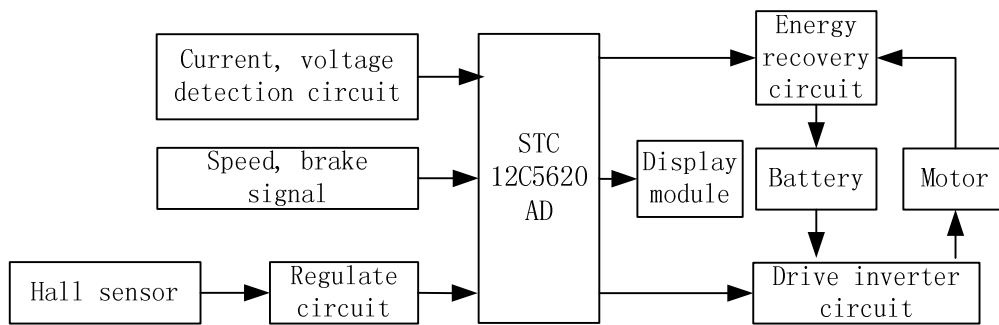 Current, voltage
detection circuit
Speed, brake
signal
Hall sensor
Regulate
circuit
STC
12C5620
AD
Energy
recovery
circuit
Display
module
Battery
Motor
Drive inverter
circuit